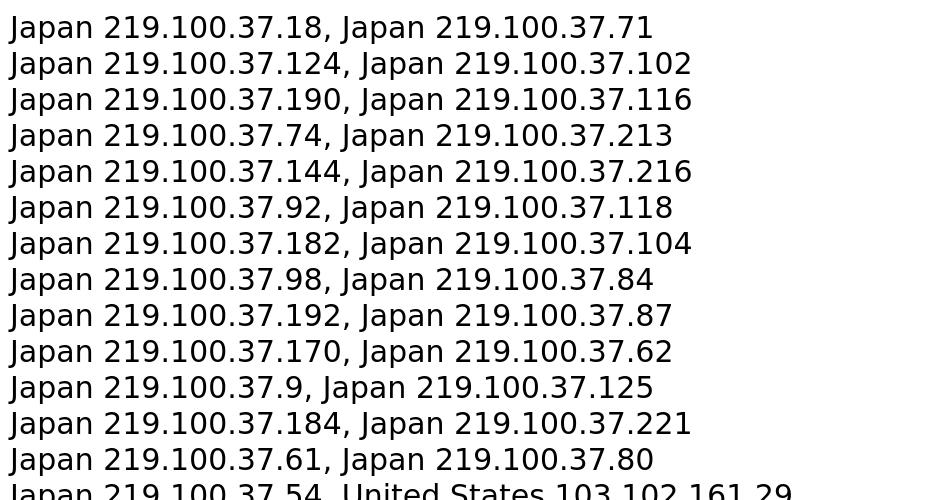 Japan 219.100.37.18, Japan 219.100.37.71
Japan 219.100.37.124, Japan 219.100.37.102
Japan 219.100.37.190, Japan 219.100.37.116
Japan 219.100.37.74, Japan 219.100.37.213
Japan 219.100.37.144, Japan 219.100.37.216
Japan 219.100.37.92, Japan 219.100.37.118
Japan 219.100.37.182, Japan 219.100.37.104
Japan 219.100.37.98, Japan 219.100.37.84
Japan 219.100.37.192, Japan 219.100.37.87
Japan 219.100.37.170, Japan 219.100.37.62
Japan 219.100.37.9, Japan 219.100.37.125
Japan 219.100.37.184, Japan 219.100.37.221
Japan 219.100.37.61, Japan 219.100.37.80
Japan 219.100.37.54, United States 103.102.161.29